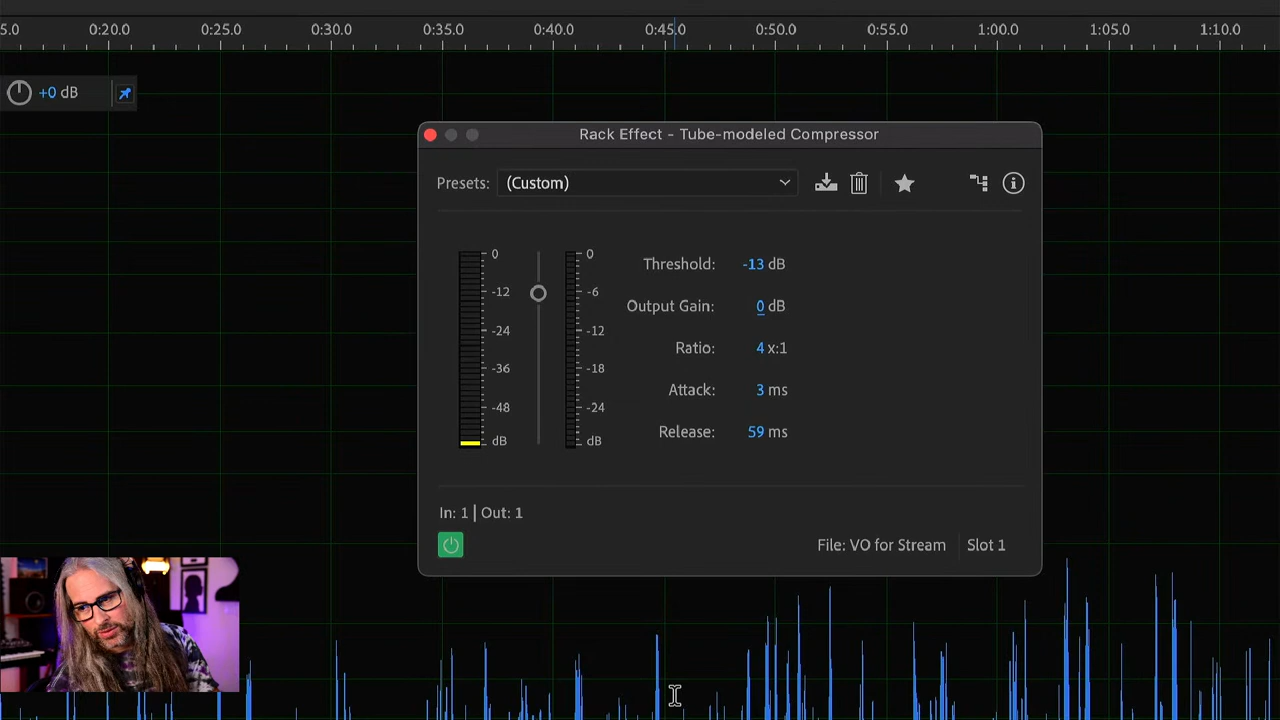 5.0 0:20.0 0:25.0 0:30.0 0:35.0 0:40.0 0:45.0 0:50.0 0:55.0 1:00.0 1:05.0 1:10.0
+0 dB
Rack Effect - Tube-modeled Compressor
Presets: (Custom)
0 0
-12 -6
-24 -12
-36 -18
-48 -24
dB dB
Threshold: -13 dB
Output Gain: 0 dB
Ratio: 4 x:1
Attack: 3 ms
Release: 59 ms
In: 1 | Out: 1
File: VO for Stream Slot 1